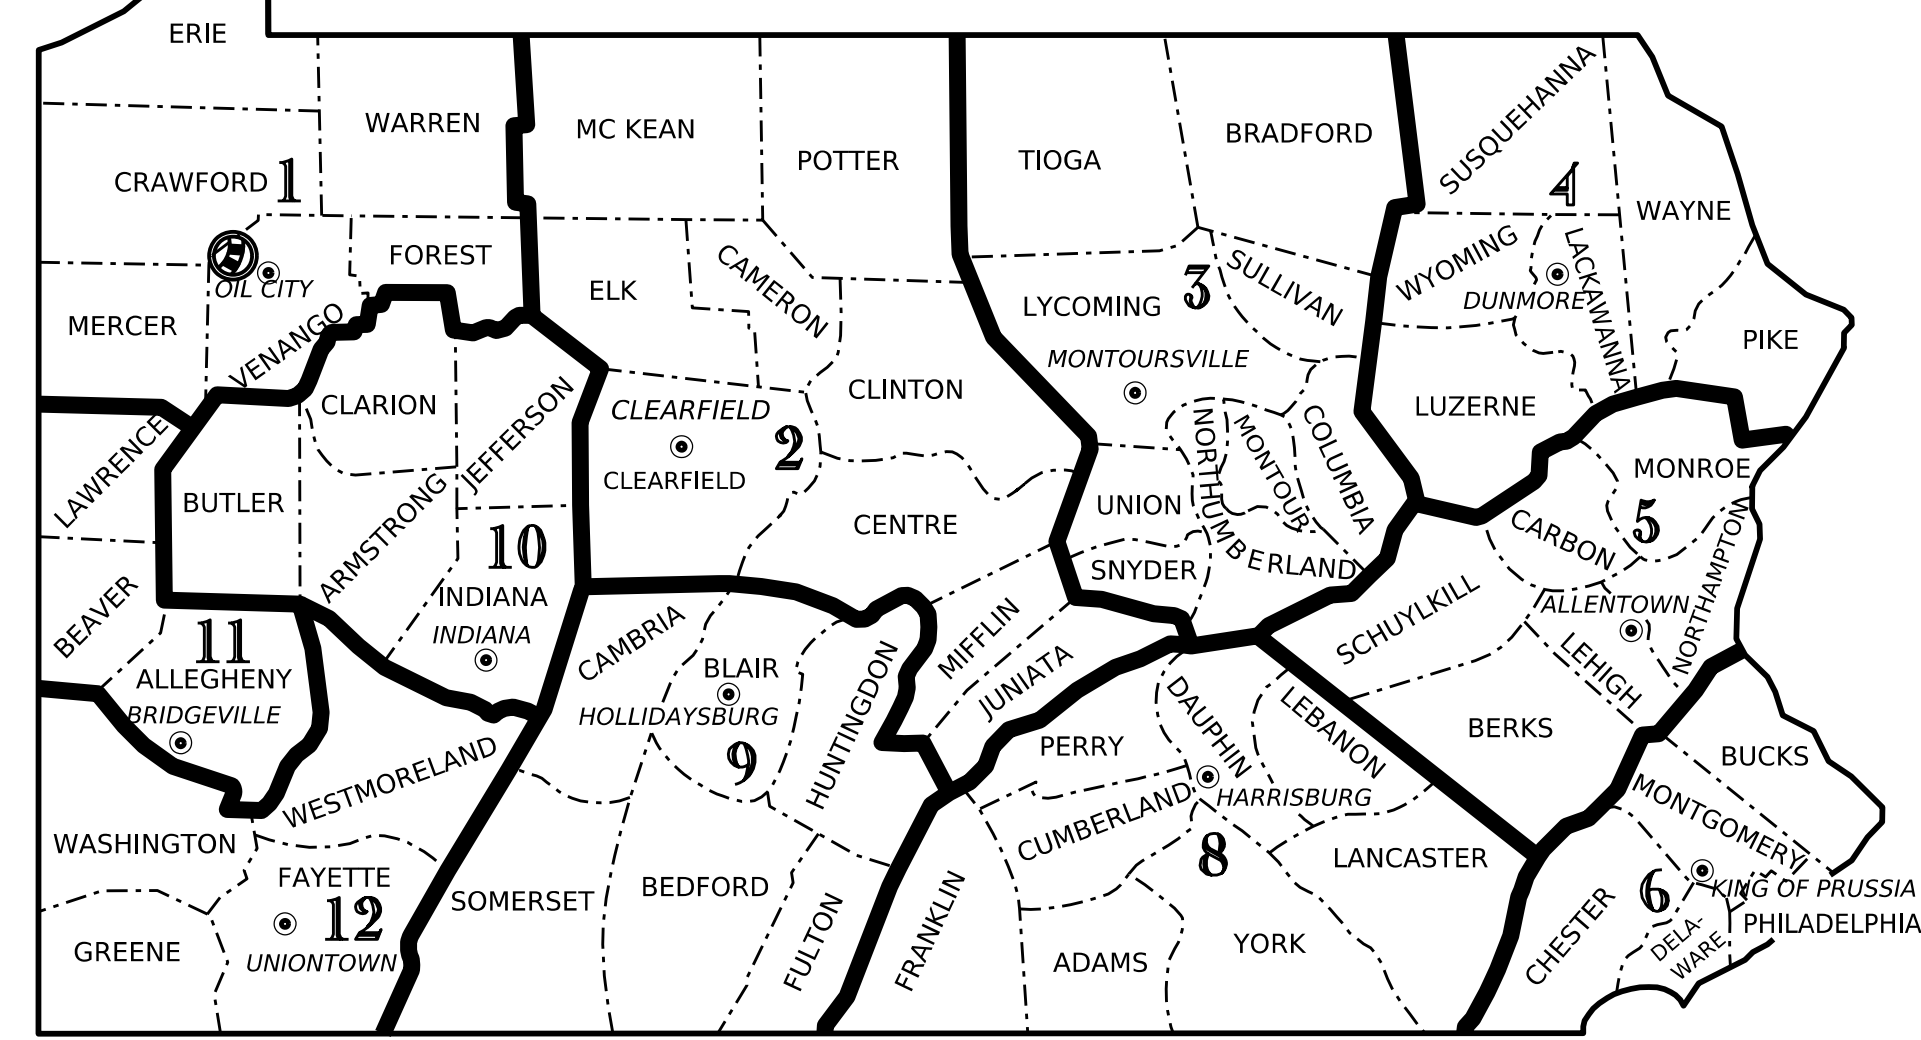 ERIE
WARREN
MC KEAN
POTTER
TIOGA
BRADFORD
SUSQUEHANNA
CRAWFORD
1
4
WAYNE
FOREST
ELK
CAMERON
LYCOMING
3
SULLIVAN
WYOMING
LACKAWANNA
DUNMORE
OIL CITY
MERCER
VENANGO
PIKE
MONTOURSVILLE
CLARION
JEFFERSON
CLEARFIELD
2
CLEARFIELD
CLINTON
LUZERNE
NORTHUMBERLAND
MONTOUR
COLUMBIA
LAWRENCE
BUTLER
ARMSTRONG
CENTRE
UNION
MONROE
5
CARBON
NORTHAMPTON
10
INDIANA
INDIANA
SNYDER
BEAVER
11
ALLEGHENY
BRIDGEVILLE
CAMBRIA
BLAIR
HOLLIDAYSBURG
9
HUNTINGDON
MIFFLIN
JUNIATA
SCHUYLKILL
ALLENTOWN
LEHIGH
BERKS
PERRY
DAUPHIN
LEBANON
HARRISBURG
CUMBERLAND
8
BUCKS
MONTGOMERY
WESTMORELAND
WASHINGTON
FAYETTE
12
UNIONTOWN
GREENE
SOMERSET
BEDFORD
FULTON
FRANKLIN
ADAMS
YORK
LANCASTER
CHESTER
6
KING OF PRUSSIA
PHILADELPHIA
DELA-
WARE